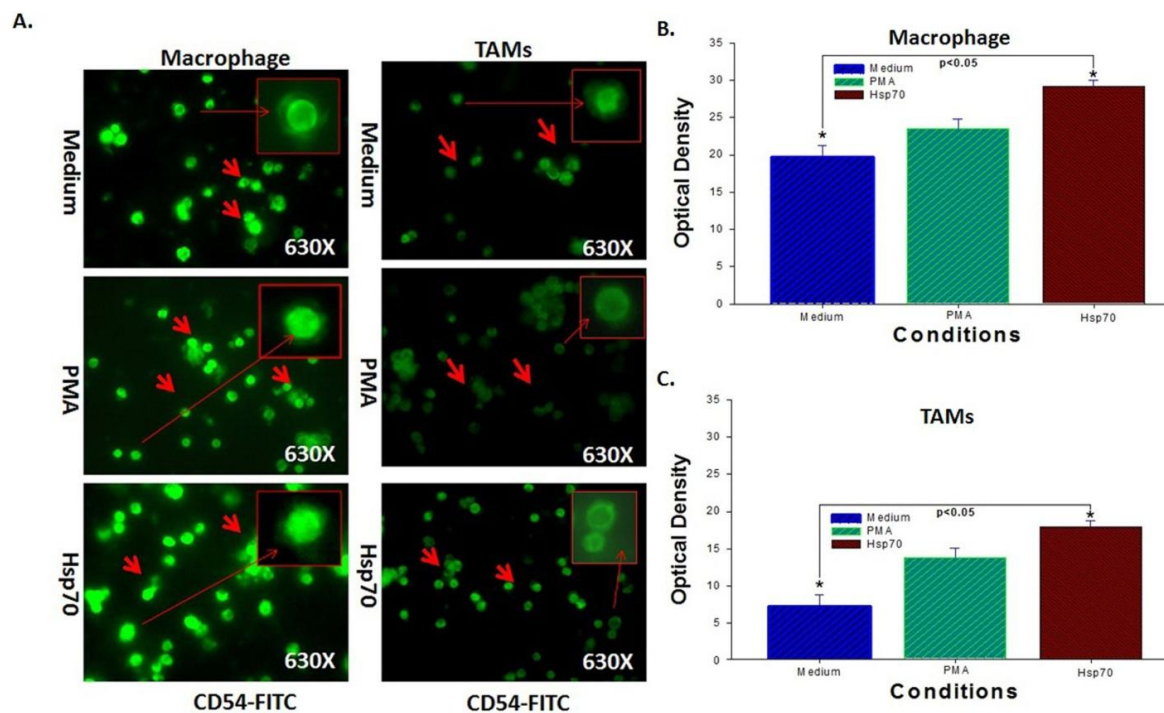 A.
Macrophage
TAMs
Medium
630X
Medium
630X
PMA
630X
PMA
630X
Hsp70
630X
Hsp70
630X
CD54-FITC
CD54-FITC
B.
Macrophage
35
30
25
20
15
10
5
0
Optical Density
p<0.05
Medium
PMA
Hsp70
*
*
Medium
PMA
Hsp70
Conditions
C.
TAMs
35
30
25
20
15
10
5
0
Optical Density
p<0.05
Medium
PMA
Hsp70
*
*
Medium
PMA
Hsp70
Conditions